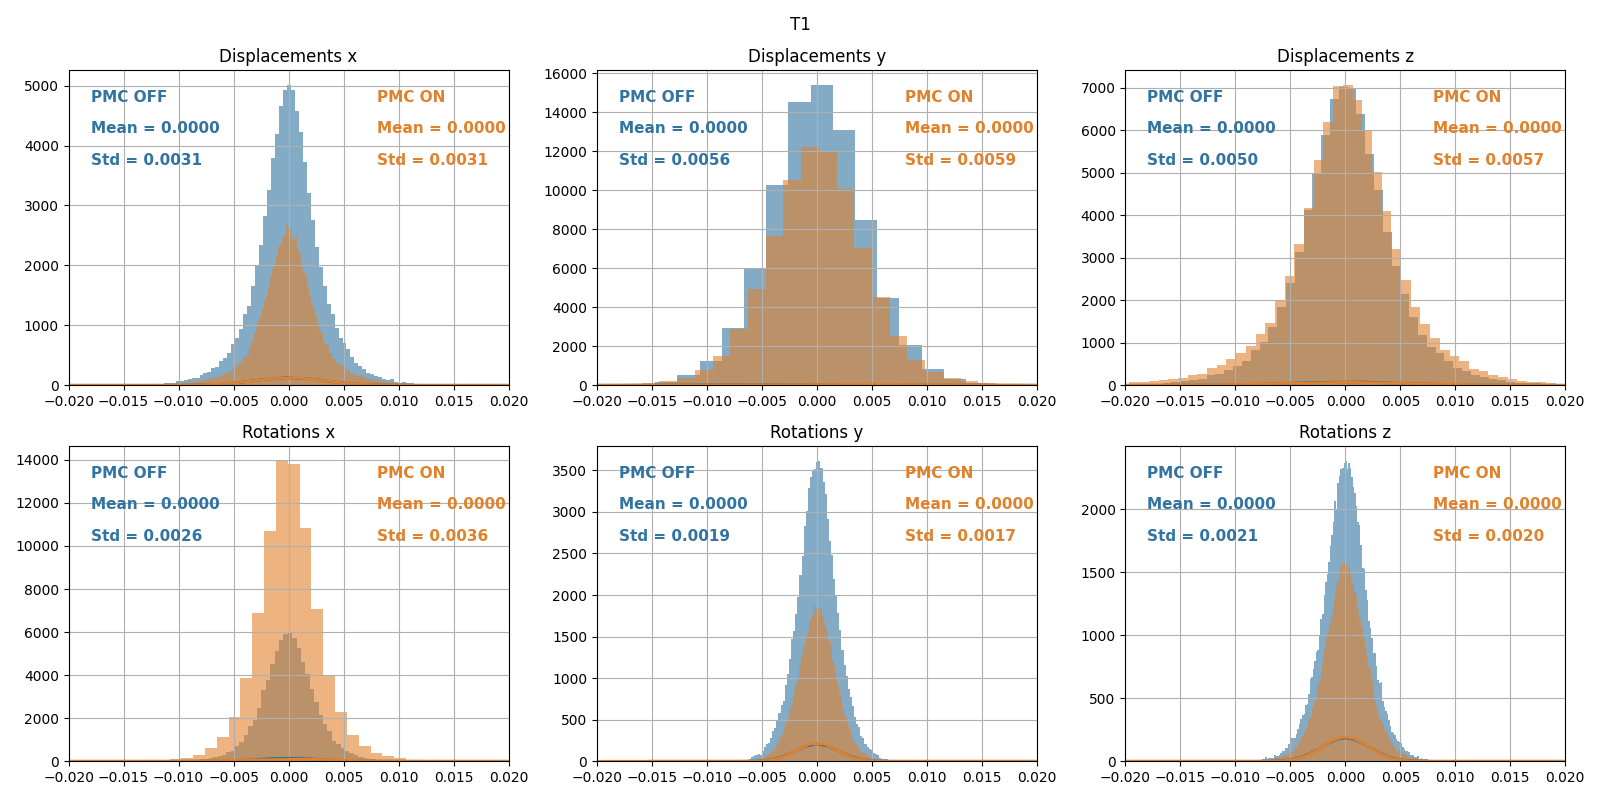 T1
Displacements x
Displacements y
Displacements z
PMC OFF
Mean = 0.0000
Std = 0.0031
PMC ON
Mean = 0.0000
Std = 0.0031
5000
4000
3000
2000
1000
0
−0.020 −0.015 −0.010 −0.005 0.000 0.005 0.010 0.015 0.020
PMC OFF
Mean = 0.0000
Std = 0.0056
PMC ON
Mean = 0.0000
Std = 0.0059
16000
14000
12000
10000
8000
6000
4000
2000
0
−0.020 −0.015 −0.010 −0.005 0.000 0.005 0.010 0.015 0.020
PMC OFF
Mean = 0.0000
Std = 0.0050
PMC ON
Mean = 0.0000
Std = 0.0057
7000
6000
5000
4000
3000
2000
1000
0
−0.020 −0.015 −0.010 −0.005 0.000 0.005 0.010 0.015 0.020
Rotations x
Rotations y
Rotations z
PMC OFF
Mean = 0.0000
Std = 0.0026
PMC ON
Mean = 0.0000
Std = 0.0036
14000
12000
10000
8000
6000
4000
2000
0
−0.020 −0.015 −0.010 −0.005 0.000 0.005 0.010 0.015 0.020
PMC OFF
Mean = 0.0000
Std = 0.0019
PMC ON
Mean = 0.0000
Std = 0.0017
3500
3000
2500
2000
1500
1000
500
0
−0.020 −0.015 −0.010 −0.005 0.000 0.005 0.010 0.015 0.020
PMC OFF
Mean = 0.0000
Std = 0.0021
PMC ON
Mean = 0.0000
Std = 0.0020
2000
1500
1000
500
0
−0.020 −0.015 −0.010 −0.005 0.000 0.005 0.010 0.015 0.020